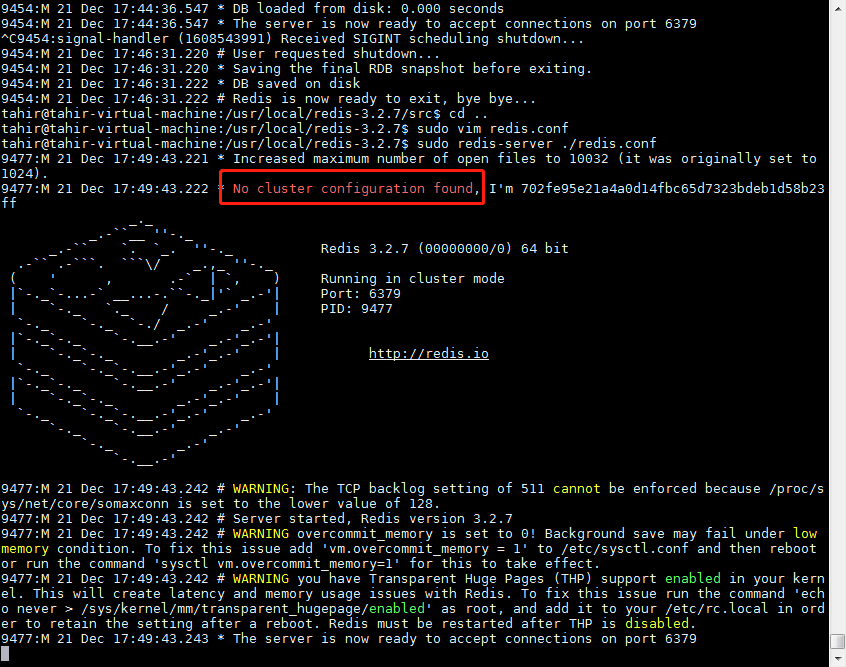 9454:M 21 Dec 17:44:36.547 * DB loaded from disk: 0.000 seconds
9454:M 21 Dec 17:44:36.547 * The server is now ready to accept connections on port 6379
^C9454:signal-handler (1608543991) Received SIGINT scheduling shutdown...
9454:M 21 Dec 17:46:31.220 # User requested shutdown...
9454:M 21 Dec 17:46:31.220 * Saving the final RDB snapshot before exiting.
9454:M 21 Dec 17:46:31.222 * DB saved on disk
9454:M 21 Dec 17:46:31.222 # Redis is now ready to exit, bye bye...
tahir@tahir-virtual-machine:/usr/local/redis-3.2.7/src$ cd ..
tahir@tahir-virtual-machine:/usr/local/redis-3.2.7$ sudo vim redis.conf
tahir@tahir-virtual-machine:/usr/local/redis-3.2.7$ sudo redis-server ./redis.conf
9477:M 21 Dec 17:49:43.221 * Increased maximum number of open files to 10032 (it was originally set to
1024).
9477:M 21 Dec 17:49:43.222 * No cluster configuration found, I'm 702fe95e21a4a0d14fbc65d7323bdeb1d58b23
ff
Redis 3.2.7 (00000000/0) 64 bit
Running in cluster mode
Port: 6379
PID: 9477
http://redis.io
9477:M 21 Dec 17:49:43.242 # WARNING: The TCP backlog setting of 511 cannot be enforced because /proc/s
ys/net/core/somaxconn is set to the lower value of 128.
9477:M 21 Dec 17:49:43.242 # Server started, Redis version 3.2.7
9477:M 21 Dec 17:49:43.242 # WARNING overcommit_memory is set to 0! Background save may fail under low
memory condition. To fix this issue add 'vm.overcommit_memory = 1' to /etc/sysctl.conf and then reboot
or run the command 'sysctl vm.overcommit_memory=1' for this to take effect.
9477:M 21 Dec 17:49:43.242 # WARNING you have Transparent Huge Pages (THP) support enabled in your kern
el. This will create latency and memory usage issues with Redis. To fix this issue run the command 'ech
o never > /sys/kernel/mm/transparent_hugepage/enabled' as root, and add it to your /etc/rc.local in ord
er to retain the setting after a reboot. Redis must be restarted after THP is disabled.
9477:M 21 Dec 17:49:43.243 * The server is now ready to accept connections on port 6379